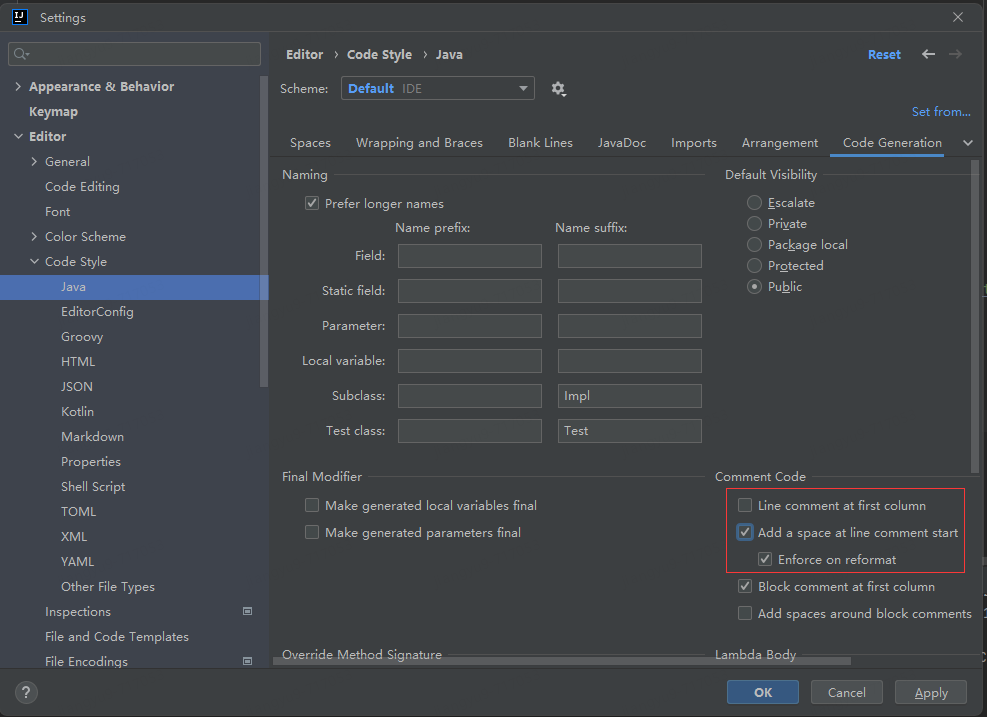 IJ Settings
Appearance & Behavior
Keymap
Editor
General
Code Editing
Font
Color Scheme
Code Style
Java
EditorConfig
Groovy
HTML
JSON
Kotlin
Markdown
Properties
Shell Script
TOML
XML
YAML
Other File Types
Inspections
File and Code Templates
File Encodings
?
Editor › Code Style › Java
Reset
Scheme: Default IDE
Set from...
Spaces Wrapping and Braces Blank Lines JavaDoc Imports Arrangement Code Generation
Naming
Prefer longer names
Name prefix: Name suffix:
Field:
Static field:
Parameter:
Local variable:
Subclass: Impl
Test class: Test
Default Visibility
Escalate
Private
Package local
Protected
Public
Final Modifier
Make generated local variables final
Make generated parameters final
Comment Code
Line comment at first column
Add a space at line comment start
Enforce on reformat
Block comment at first column
Add spaces around block comments
Override Method Signature
Lambda Body
OK Cancel Apply